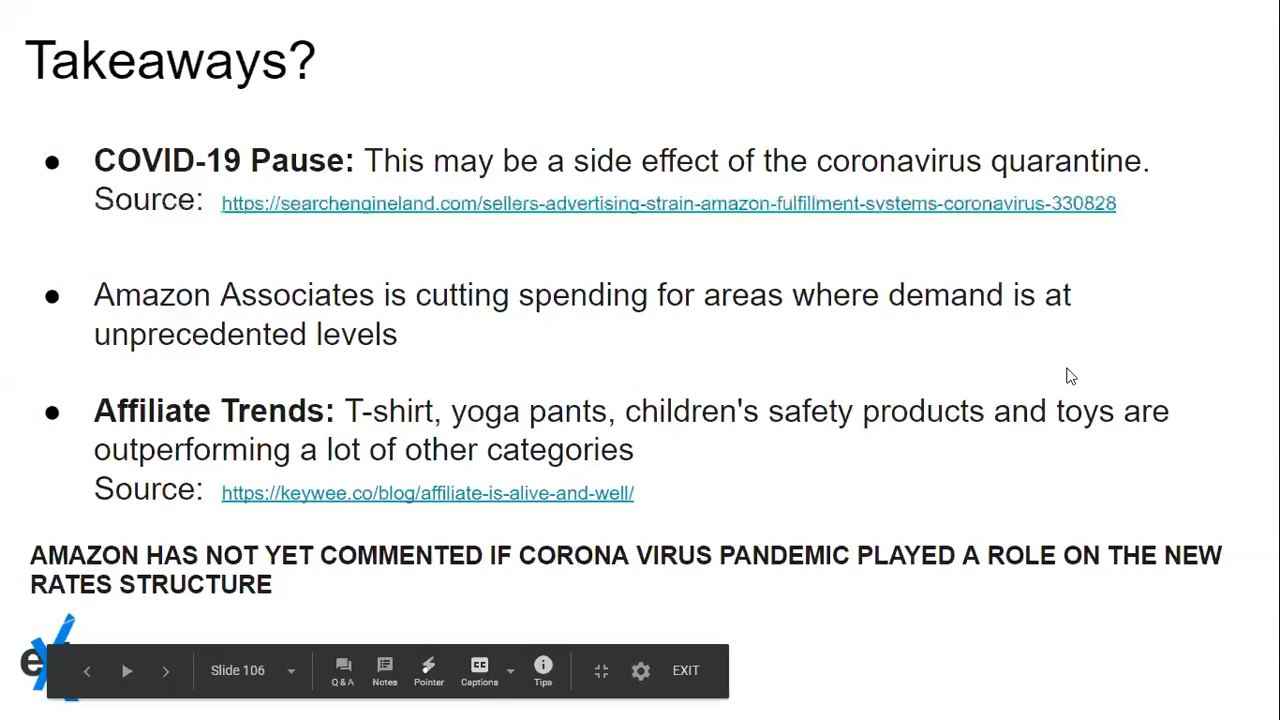 Takeaways?
● COVID-19 Pause: This may be a side effect of the coronavirus quarantine.
Source: https://searchengineland.com/sellers-advertising-strain-amazon-fulfillment-systems-coronavirus-330828
● Amazon Associates is cutting spending for areas where demand is at
unprecedented levels
● Affiliate Trends: T-shirt, yoga pants, children's safety products and toys are
outperforming a lot of other categories
Source: https://keywee.co/blog/affiliate-is-alive-and-well/
AMAZON HAS NOT YET COMMENTED IF CORONA VIRUS PANDEMIC PLAYED A ROLE ON THE NEW
RATES STRUCTURE
Slide 106
Q & A Notes Pointer CC Captions Tips EXIT